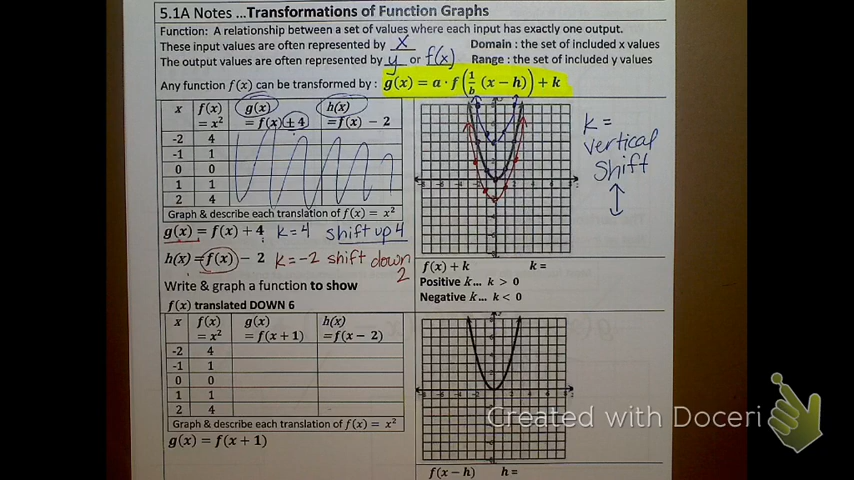 5.1A Notes ...Transformations of Function Graphs
Function: A relationship between a set of values where each input has exactly one output.
These input values are often represented by x
Domain : the set of included x values
The output values are often represented by y or f(x)
Range : the set of included y values
Any function f(x) can be transformed by : g(x) = a · f(1/b (x − h)) + k
x f(x) = x² g(x) = f(x) + 4 h(x) = f(x) − 2
-2 4
-1 1
0 0
1 1
2 4
k = vertical shift
Graph & describe each translation of f(x) = x²
g(x) = f(x) + 4 k = 4 shift up 4
h(x) = f(x) − 2 k = −2 shift down 2
f(x) + k k =
Positive k... k > 0
Negative k... k < 0
Write & graph a function to show
f(x) translated DOWN 6
x f(x) = x² g(x) = f(x + 1) h(x) = f(x − 2)
-2 4
-1 1
0 0
1 1
2 4
Graph & describe each translation of f(x) = x²
g(x) = f(x + 1)
f(x − h) h =
Created with Doceri